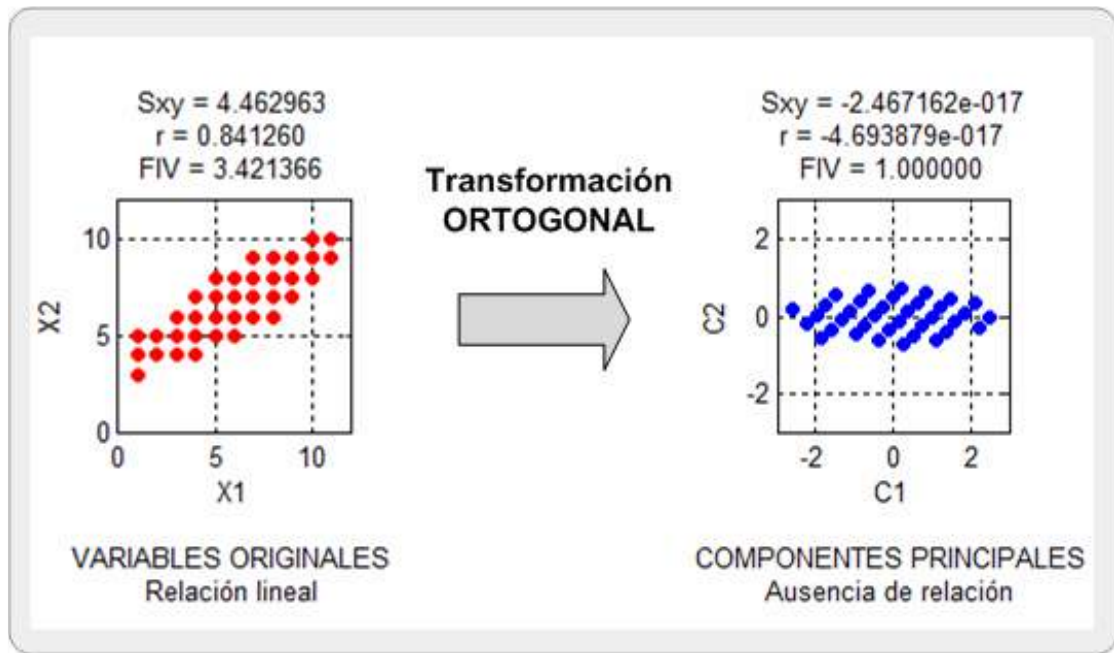 Sxy = 4.462963
r = 0.841260
FIV = 3.421366
10
5
0
X2
0 5 10
X1
VARIABLES ORIGINALES
Relación lineal
Transformación
ORTOGONAL
Sxy = -2.467162e-017
r = -4.693879e-017
FIV = 1.000000
2
0
-2
C2
-2 0 2
C1
COMPONENTES PRINCIPALES
Ausencia de relación